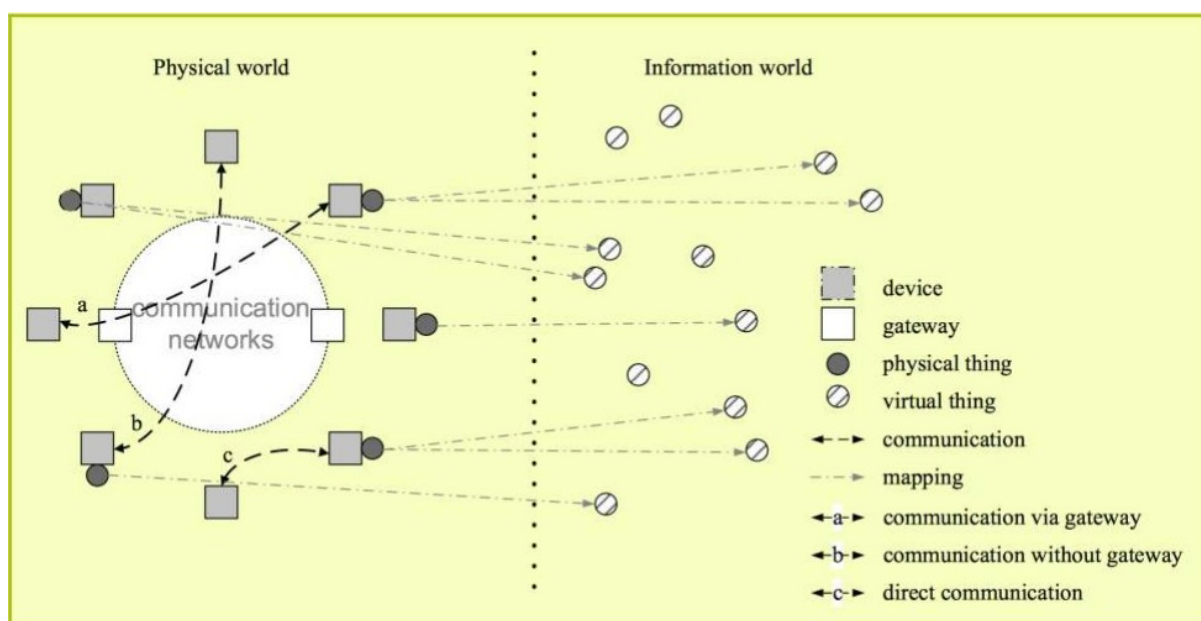 Physical world
Information world
a
communication
networks
b
c
device
gateway
physical thing
virtual thing
communication
mapping
a communication via gateway
b communication without gateway
c direct communication